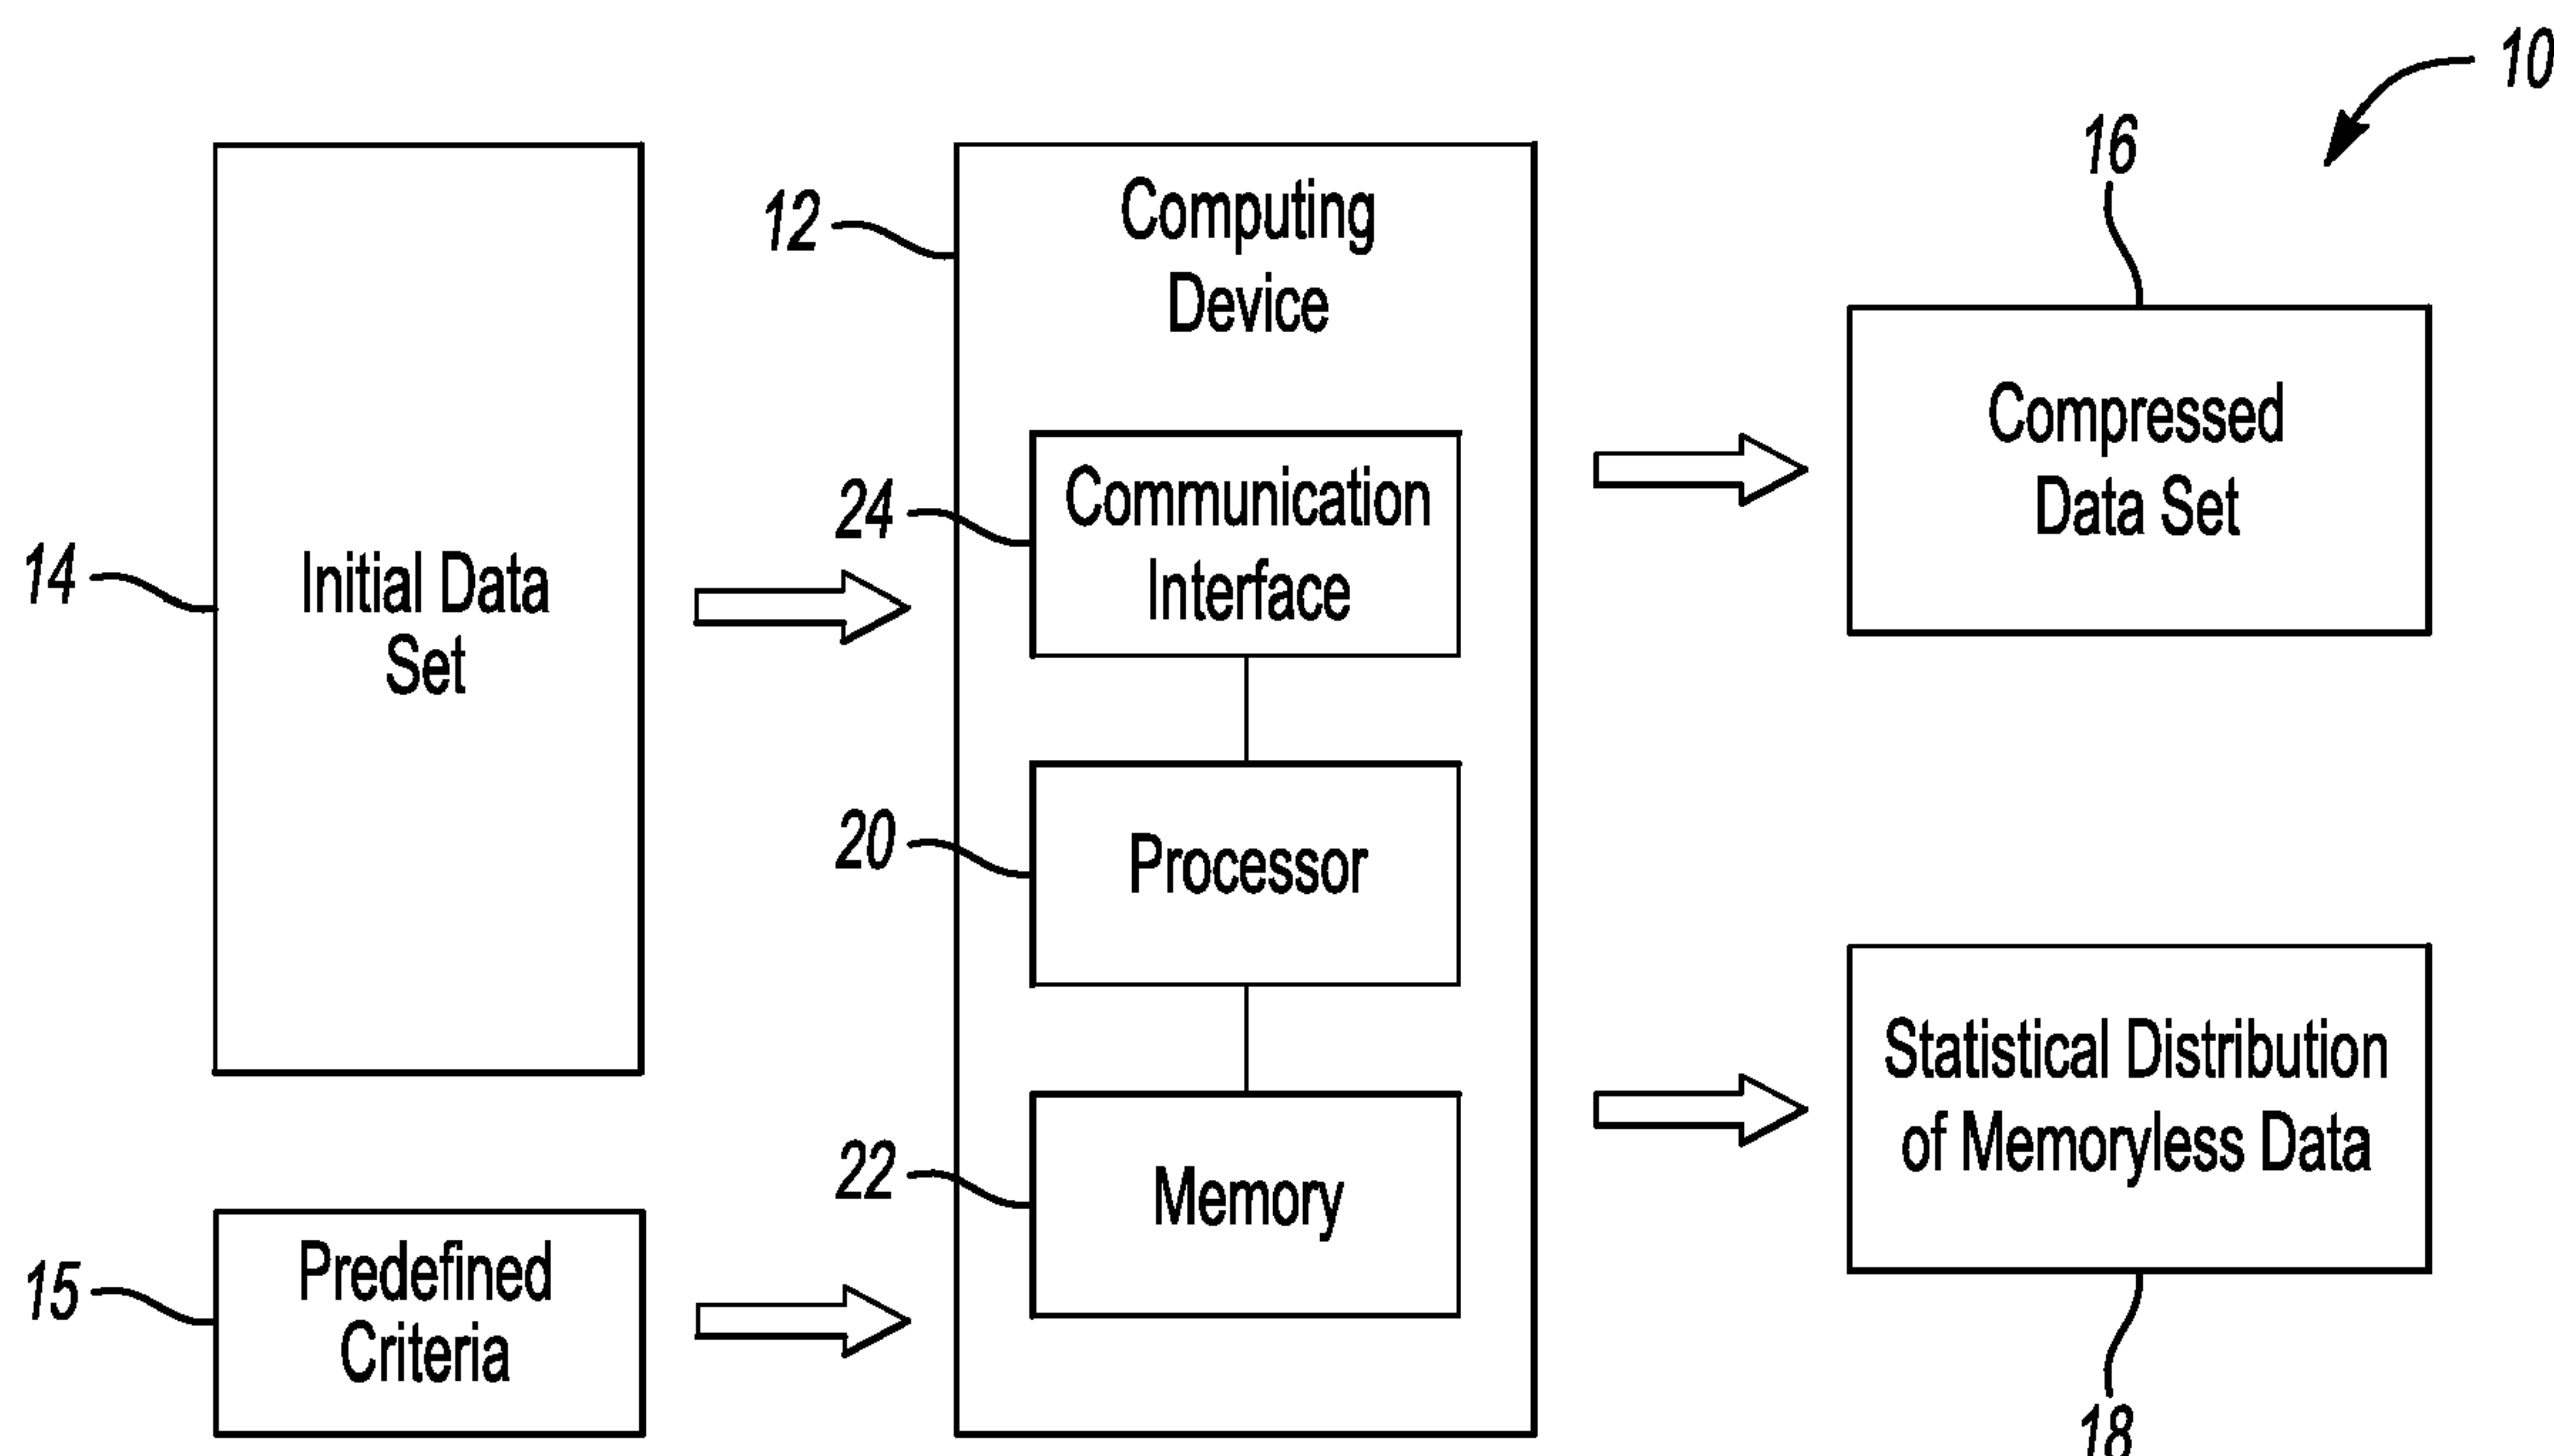 10
14
Initial Data
Set
15
Predefined
Criteria
12
Computing
Device
24
Communication
Interface
20
Processor
22
Memory
16
Compressed
Data Set
Statistical Distribution
of Memoryless Data
18